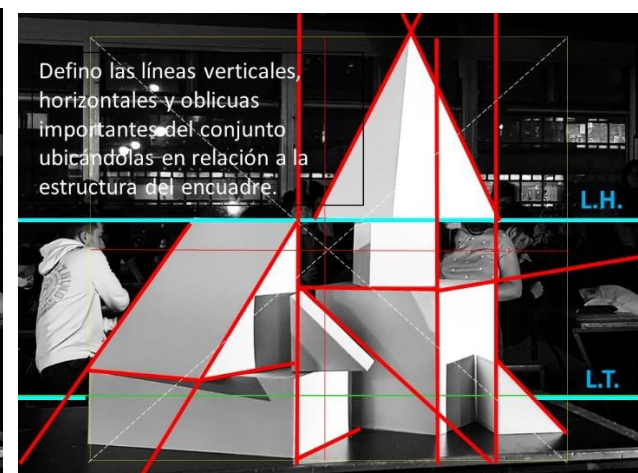 Defino las líneas verticales,
horizontales y oblicuas
importantes del conjunto
ubicándolas en relación a la
estructura del encuadre.
L.H.
L.T.